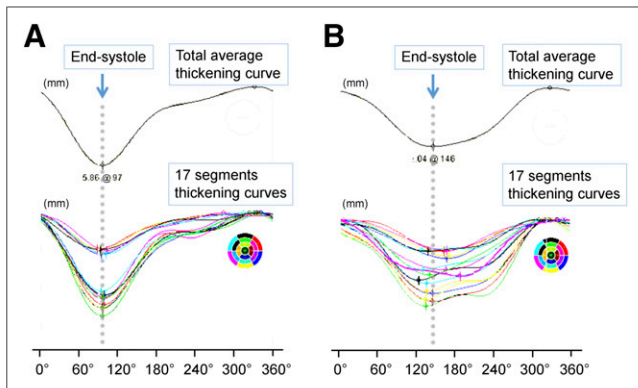 A
End-systole
Total average
thickening curve
(mm)
5.86 @ 97
(mm)
17 segments
thickening curves
0° 60° 120° 180° 240° 300° 360°
B
End-systole
Total average
thickening curve
(mm)
.04 @ 146
(mm)
17 segments
thickening curves
0° 60° 120° 180° 240° 300° 360°